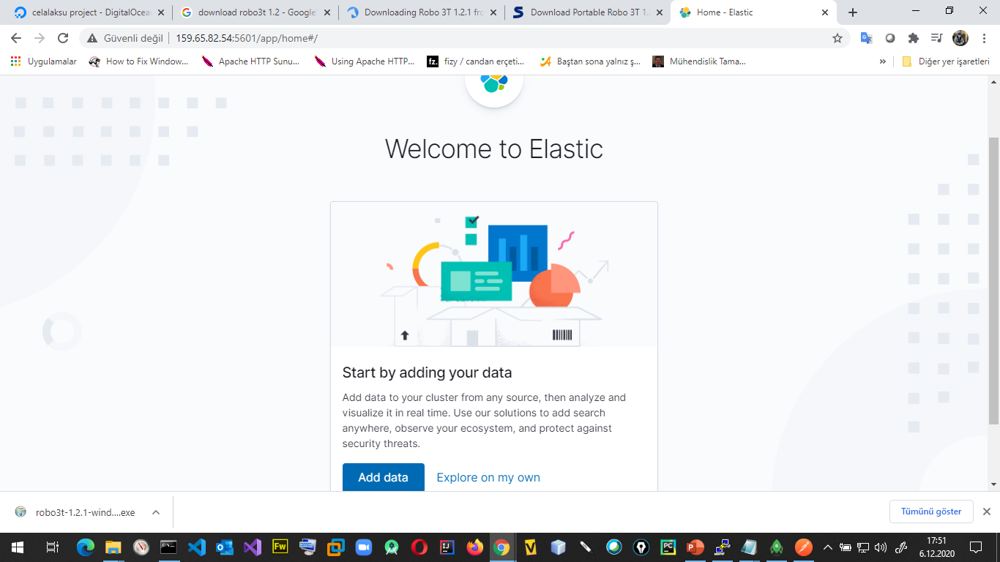 celalaksu project - DigitalOcea
download robo3t 1.2 - Google'
Downloading Robo 3T 1.2.1 fro
Download Portable Robo 3T 1.
Home - Elastic
Güvenli değil
159.65.82.54:5601/app/home#/
Uygulamalar
How to Fix Window...
Apache HTTP Sunu...
Using Apache HTTP...
fz.
fizy / candan erçeti...
Baştan sona yalnız ş...
Mühendislik Tama...
»
Diğer yer işaretleri
Welcome to Elastic
Start by adding your data
Add data to your cluster from any source, then analyze and
visualize it in real time. Use our solutions to add search
anywhere, observe your ecosystem, and protect against
security threats.
Add data
Explore on my own
robo3t-1.2.1-wind....exe
Tümünü göster
Fw
IJ
PC
17:51
6.12.2020